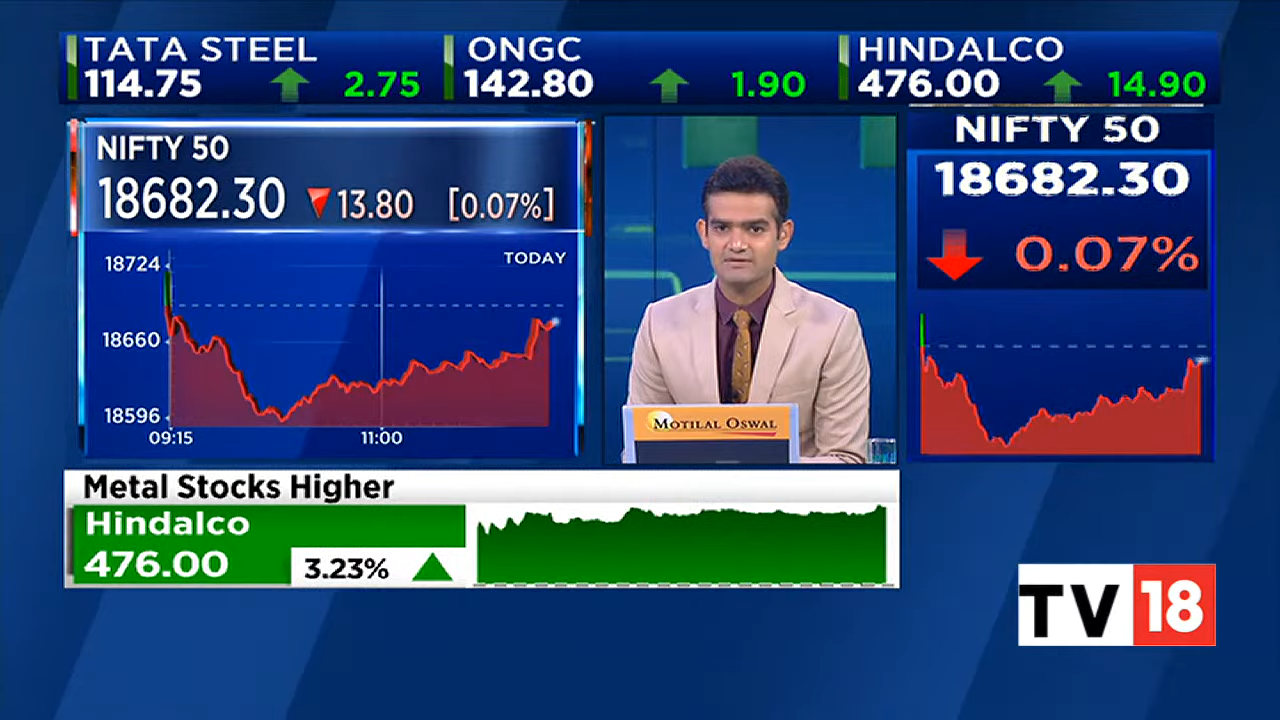 TATA STEEL
114.75 2.75
ONGC
142.80 1.90
HINDALCO
476.00 14.90
NIFTY 50
18682.30 13.80 [0.07%]
TODAY
18724
18660
18596
09:15 11:00
MOTILAL OSWAL
NIFTY 50
18682.30
0.07%
Metal Stocks Higher
Hindalco
476.00 3.23%
TV18